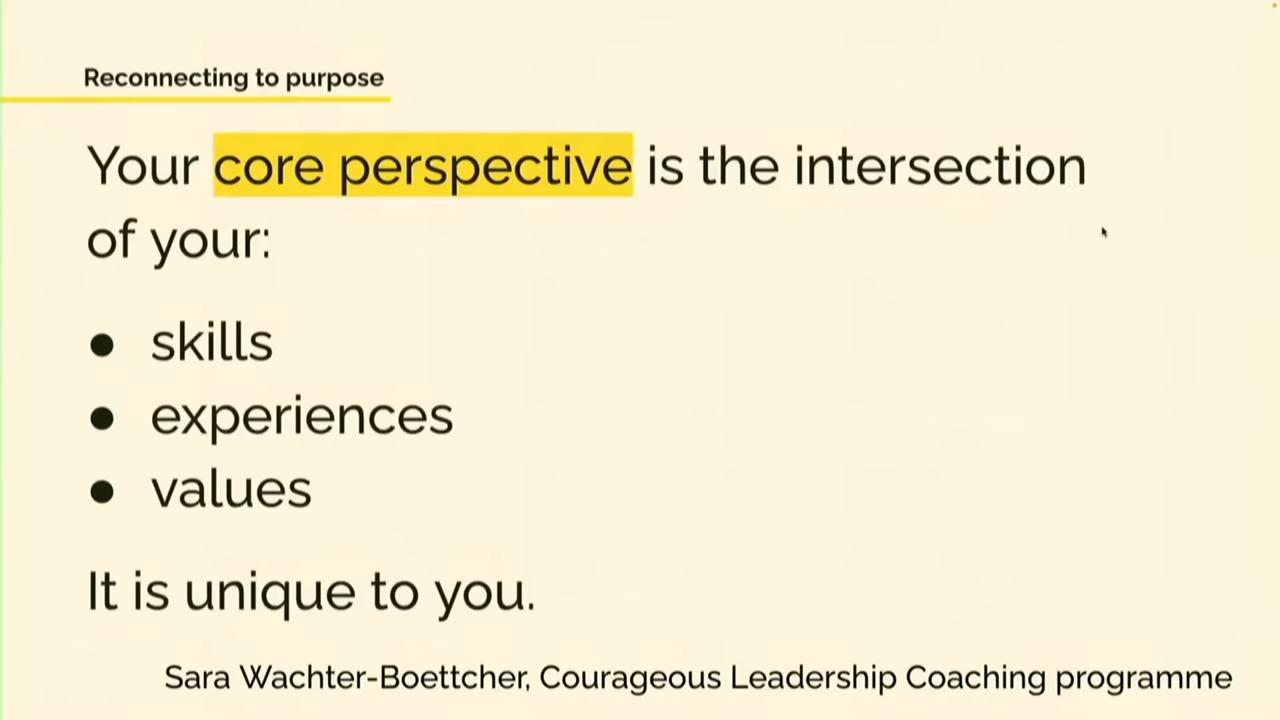 Reconnecting to purpose
Your core perspective is the intersection
of your:
● skills
● experiences
● values
It is unique to you.
Sara Wachter-Boettcher, Courageous Leadership Coaching programme